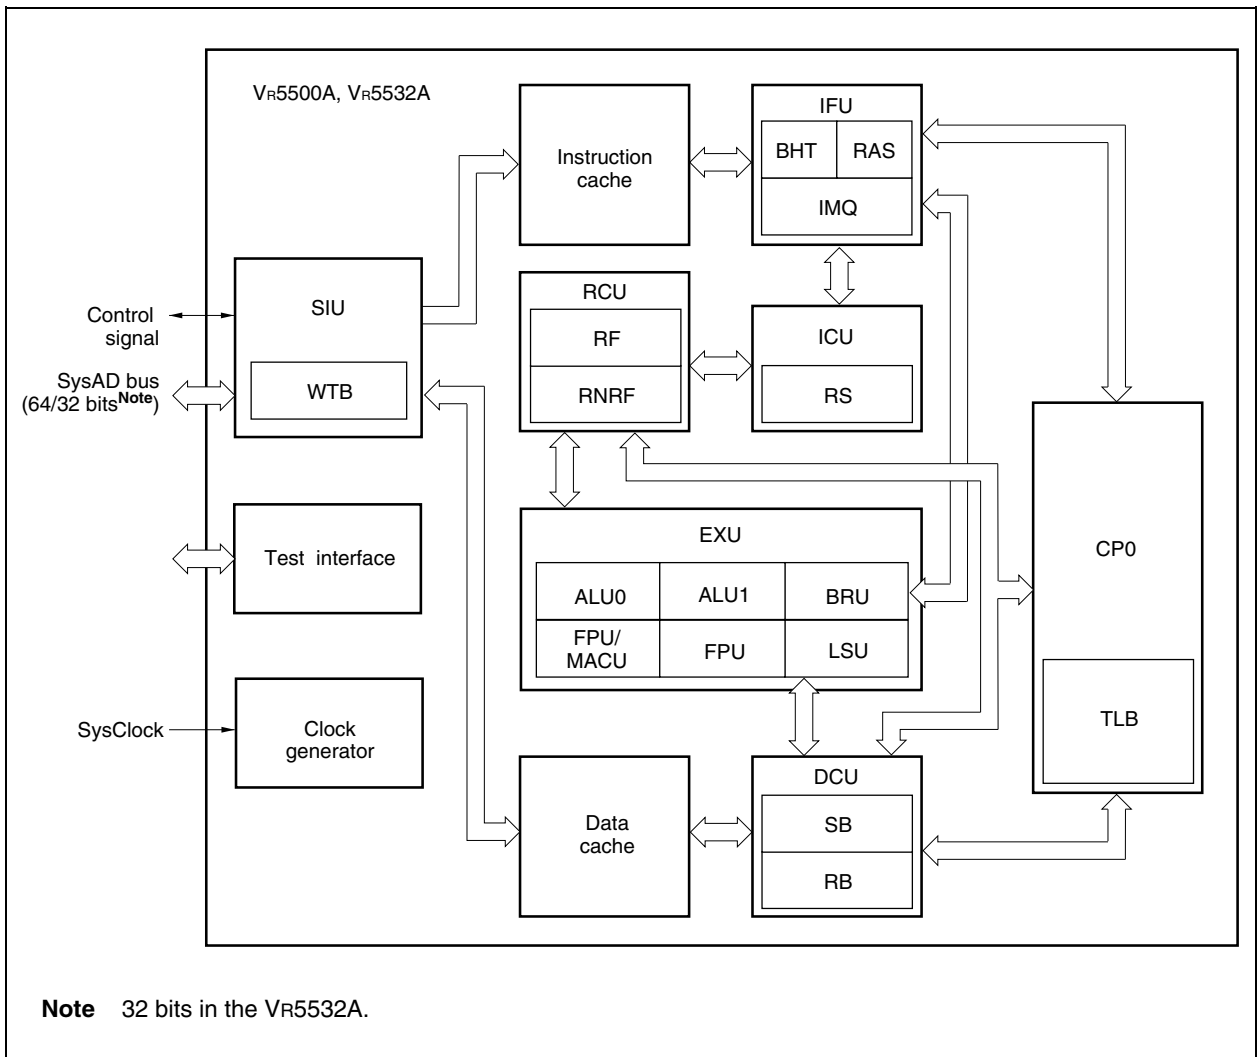 VR5500A, VR5532A
Instruction
cache
IFU
BHT
RAS
IMQ
SIU
WTB
Control
signal
SysAD bus
(64/32 bitsNote)
RCU
RF
RNRF
ICU
RS
Test interface
EXU
ALU0
ALU1
BRU
FPU/
MACU
FPU
LSU
CP0
TLB
SysClock
Clock
generator
Data
cache
DCU
SB
RB
Note 32 bits in the VR5532A.